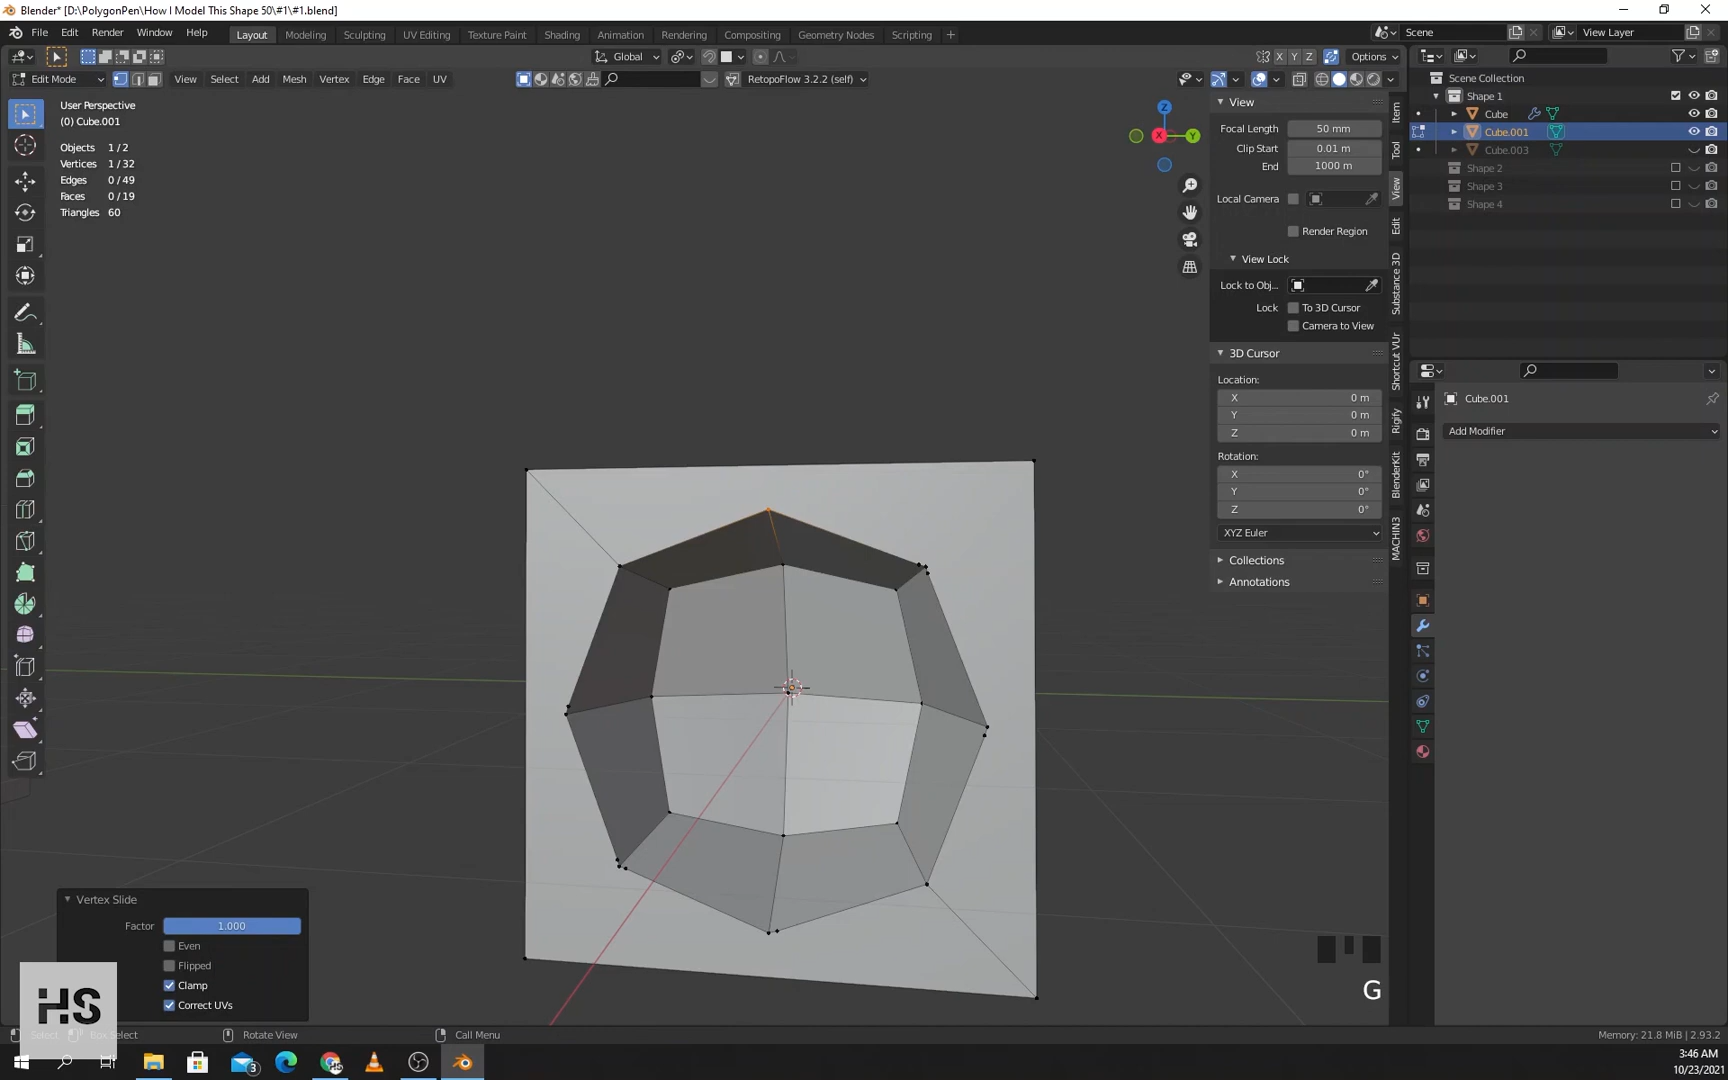 Blender* [D:\PolygonPen\How I Model This Shape 50\#1\#1.blend]
File Edit Render Window Help
Layout Modeling Sculpting UV Editing Texture Paint Shading Animation Rendering Compositing Geometry Nodes Scripting +
Scene
View Layer
Global
X Y Z
Options
Edit Mode View Select Add Mesh Vertex Edge Face UV
RetopoFlow 3.2.2 (self)
User Perspective
(0) Cube.001
Objects 1/2
Vertices 1/32
Edges 0/49
Faces 0/19
Triangles 60
Z
X
Y
View
Focal Length 50 mm
Clip Start 0.01 m
End 1000 m
Local Camera
Render Region
View Lock
Lock to Obj...
Lock To 3D Cursor
Camera to View
3D Cursor
Location:
X 0 m
Y 0 m
Z 0 m
Rotation:
X 0°
Y 0°
Z 0°
XYZ Euler
Collections
Annotations
Item
Tool
View
Edit
Substance 3D
Shortcut VUr
Rigify
BlenderKit
MACHIN3
Scene Collection
Shape 1
Cube
Cube.001
Cube.003
Shape 2
Shape 3
Shape 4
Cube.001
Add Modifier
Vertex Slide
Factor 1.000
Even
Flipped
Clamp
Correct UVs
HS
G
Select
Box Select
Rotate View
Call Menu
Memory: 21.8 MiB | 2.93.2
3
3:46 AM
10/23/2021